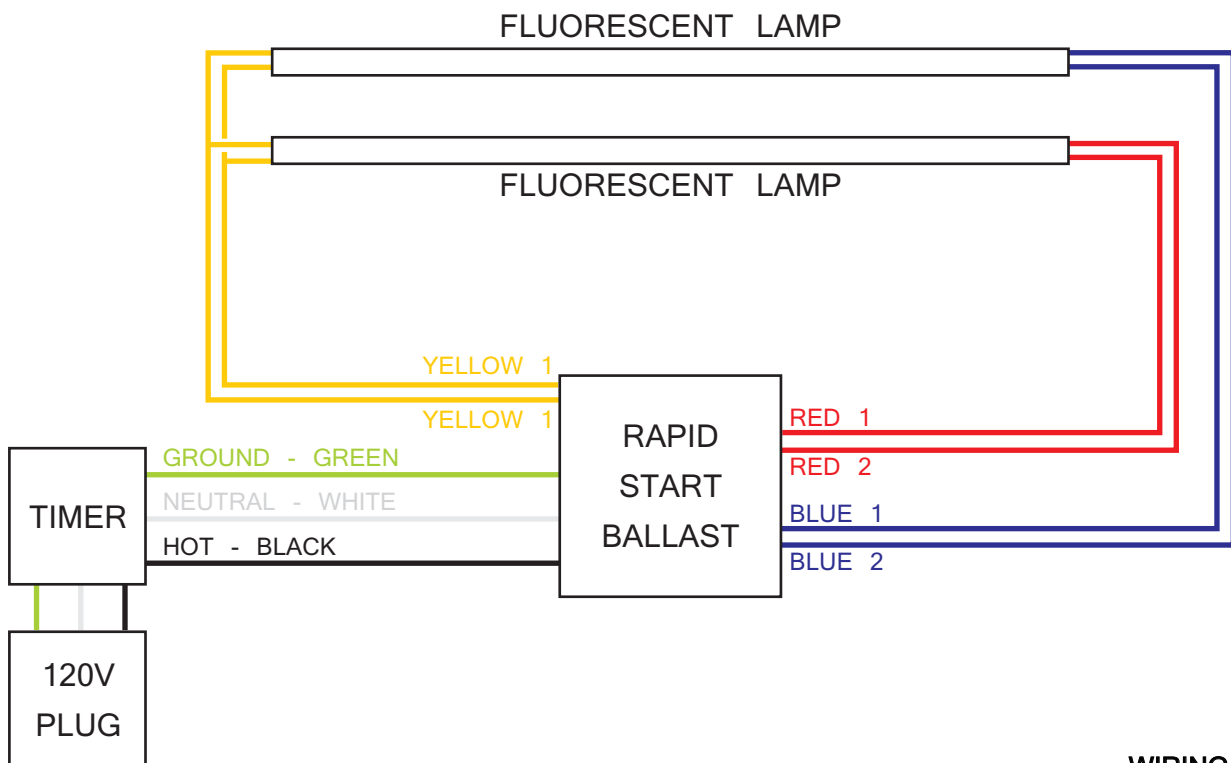 FLUORESCENT LAMP
FLUORESCENT LAMP
YELLOW 1
YELLOW 1
RAPID
START
BALLAST
RED 1
RED 2
BLUE 1
BLUE 2
GROUND - GREEN
NEUTRAL - WHITE
HOT - BLACK
TIMER
120V
PLUG